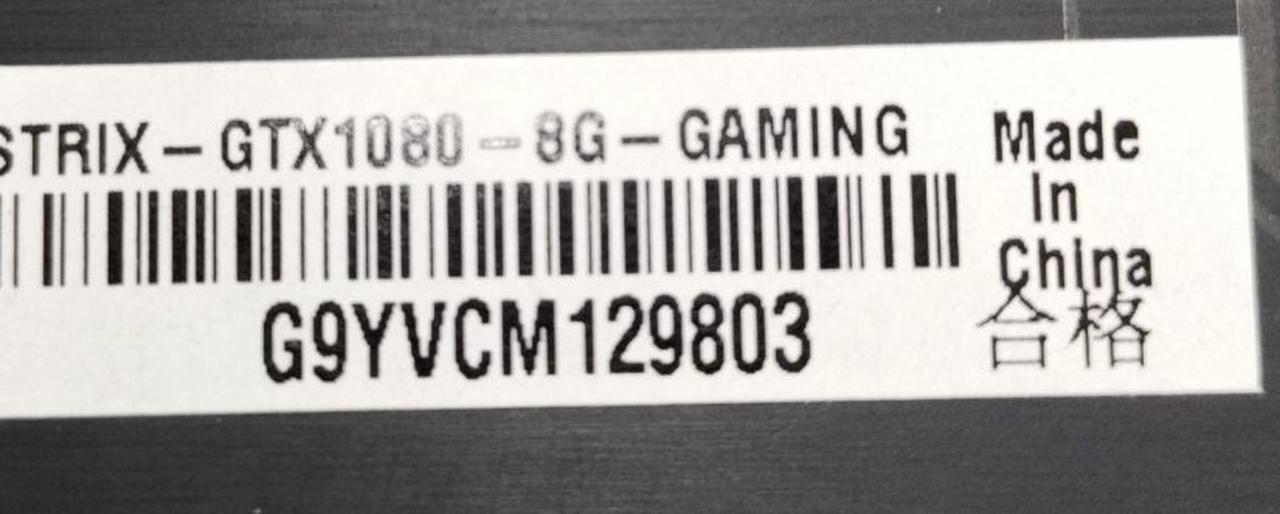 STRIX-GTX1080-8G-GAMING
G9YVCM129803
Made
In
China
合格